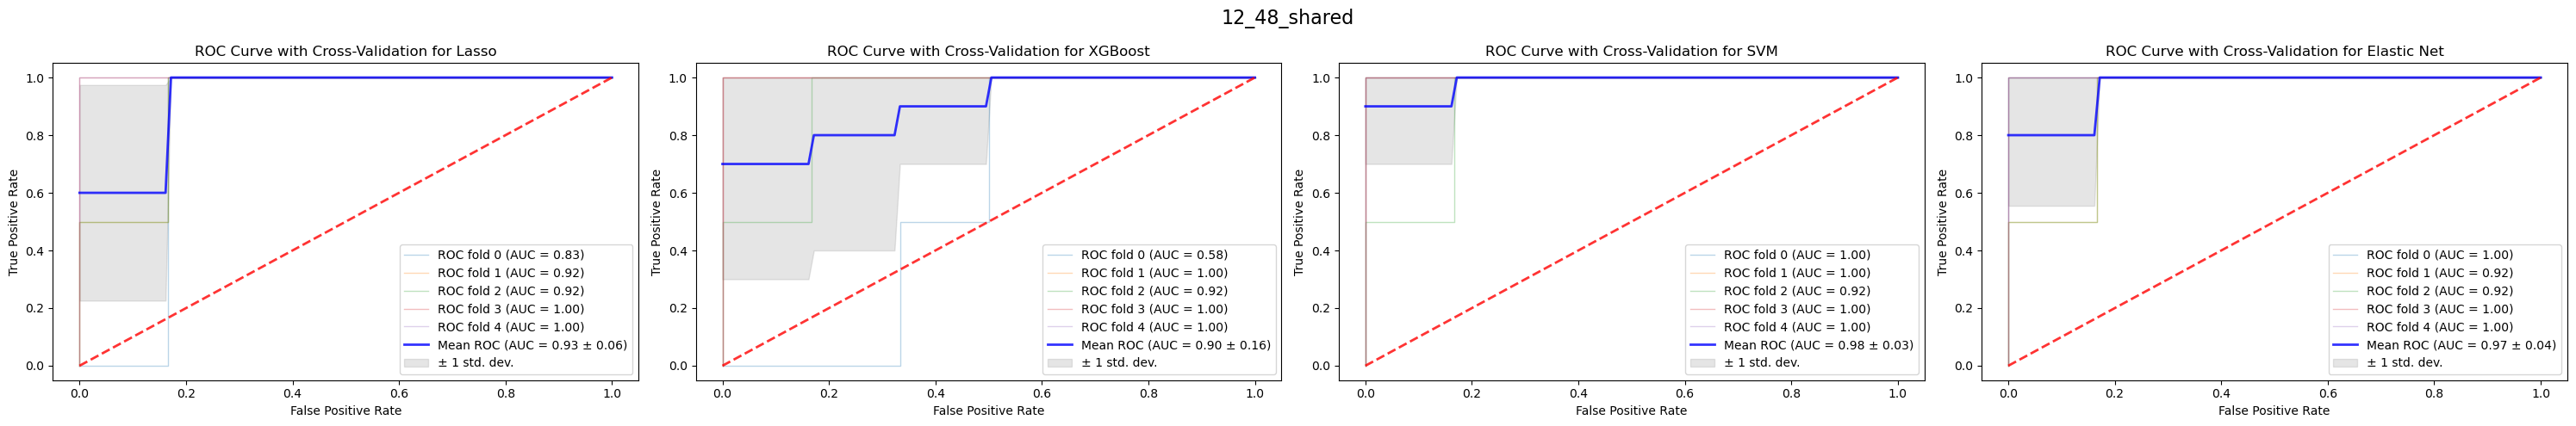 12_48_shared
ROC Curve with Cross-Validation for Lasso
True Positive Rate
1.0
0.8
0.6
0.4
0.2
0.0
ROC fold 0 (AUC = 0.83)
ROC fold 1 (AUC = 0.92)
ROC fold 2 (AUC = 0.92)
ROC fold 3 (AUC = 1.00)
ROC fold 4 (AUC = 1.00)
Mean ROC (AUC = 0.93 ± 0.06)
± 1 std. dev.
0.0 0.2 0.4 0.6 0.8 1.0
False Positive Rate
ROC Curve with Cross-Validation for XGBoost
True Positive Rate
1.0
0.8
0.6
0.4
0.2
0.0
ROC fold 0 (AUC = 0.58)
ROC fold 1 (AUC = 1.00)
ROC fold 2 (AUC = 0.92)
ROC fold 3 (AUC = 1.00)
ROC fold 4 (AUC = 1.00)
Mean ROC (AUC = 0.90 ± 0.16)
± 1 std. dev.
0.0 0.2 0.4 0.6 0.8 1.0
False Positive Rate
ROC Curve with Cross-Validation for SVM
True Positive Rate
1.0
0.8
0.6
0.4
0.2
0.0
ROC fold 0 (AUC = 1.00)
ROC fold 1 (AUC = 1.00)
ROC fold 2 (AUC = 0.92)
ROC fold 3 (AUC = 1.00)
ROC fold 4 (AUC = 1.00)
Mean ROC (AUC = 0.98 ± 0.03)
± 1 std. dev.
0.0 0.2 0.4 0.6 0.8 1.0
False Positive Rate
ROC Curve with Cross-Validation for Elastic Net
True Positive Rate
1.0
0.8
0.6
0.4
0.2
0.0
ROC fold 0 (AUC = 1.00)
ROC fold 1 (AUC = 0.92)
ROC fold 2 (AUC = 0.92)
ROC fold 3 (AUC = 1.00)
ROC fold 4 (AUC = 1.00)
Mean ROC (AUC = 0.97 ± 0.04)
± 1 std. dev.
0.0 0.2 0.4 0.6 0.8 1.0
False Positive Rate